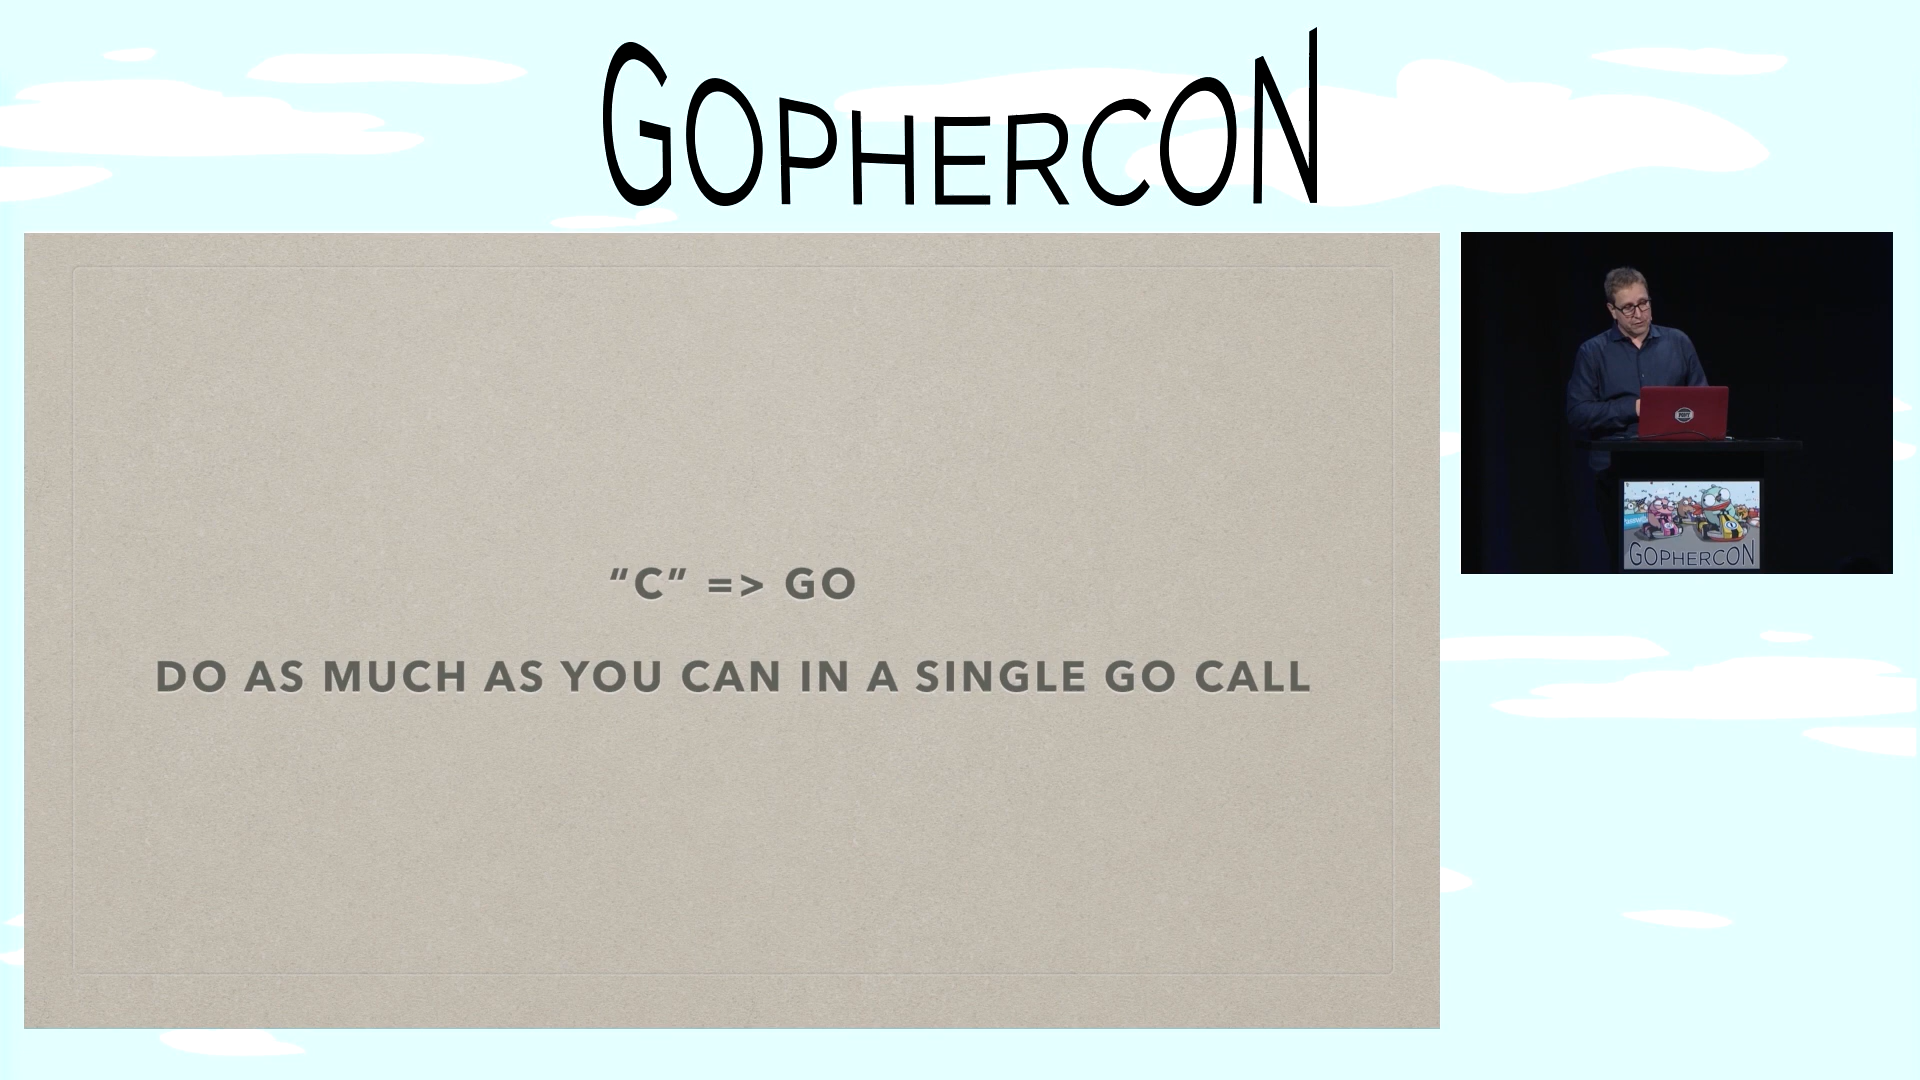 GOPHERCON
“C” => GO
DO AS MUCH AS YOU CAN IN A SINGLE GO CALL
GOPHERCON